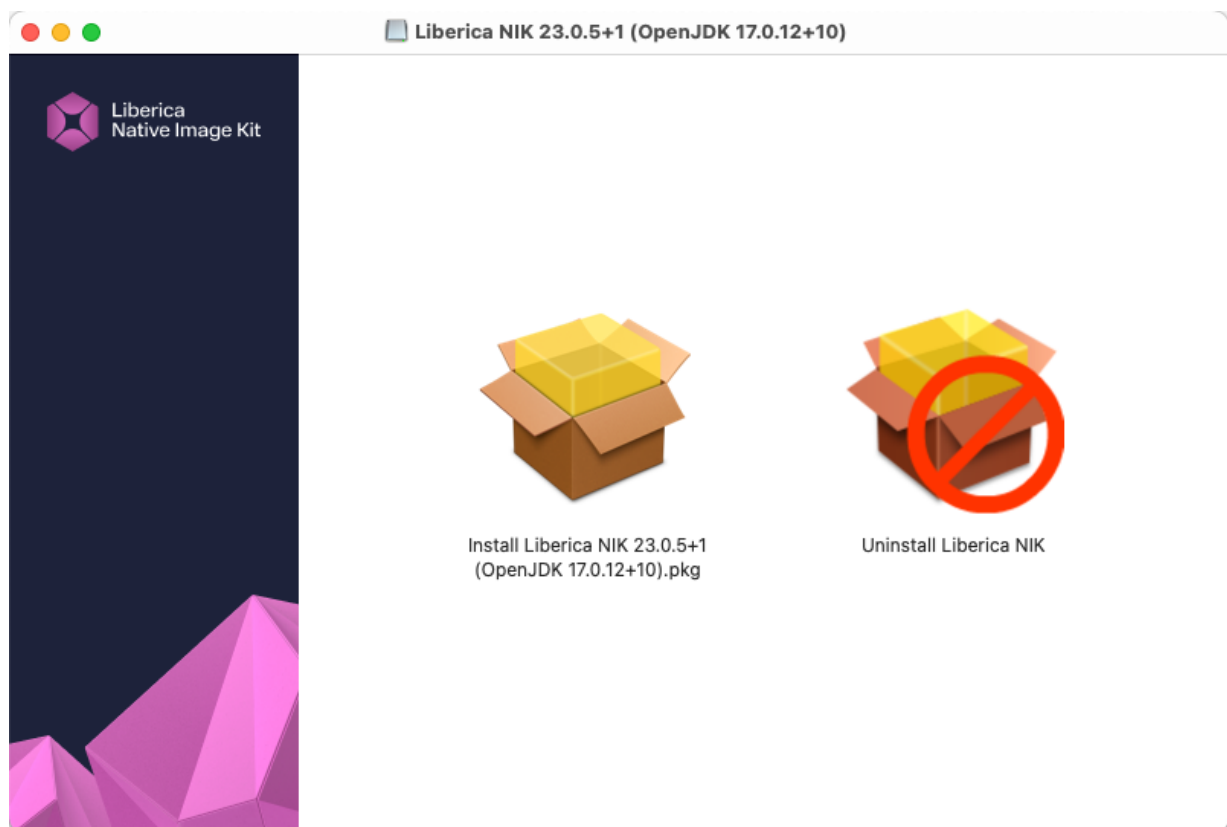 Liberica NIK 23.0.5+1 (OpenJDK 17.0.12+10)
Liberica
Native Image Kit
Install Liberica NIK 23.0.5+1
(OpenJDK 17.0.12+10).pkg
Uninstall Liberica NIK